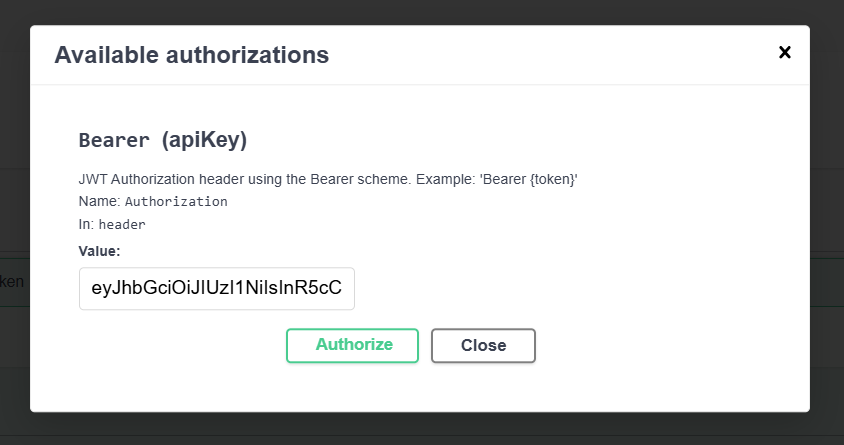 Available authorizations
Bearer (apiKey)
JWT Authorization header using the Bearer scheme. Example: 'Bearer {token}'
Name: Authorization
In: header
Value:
ken
eyJhbGciOiJIUzI1NiIsInR5cC
Authorize
Close